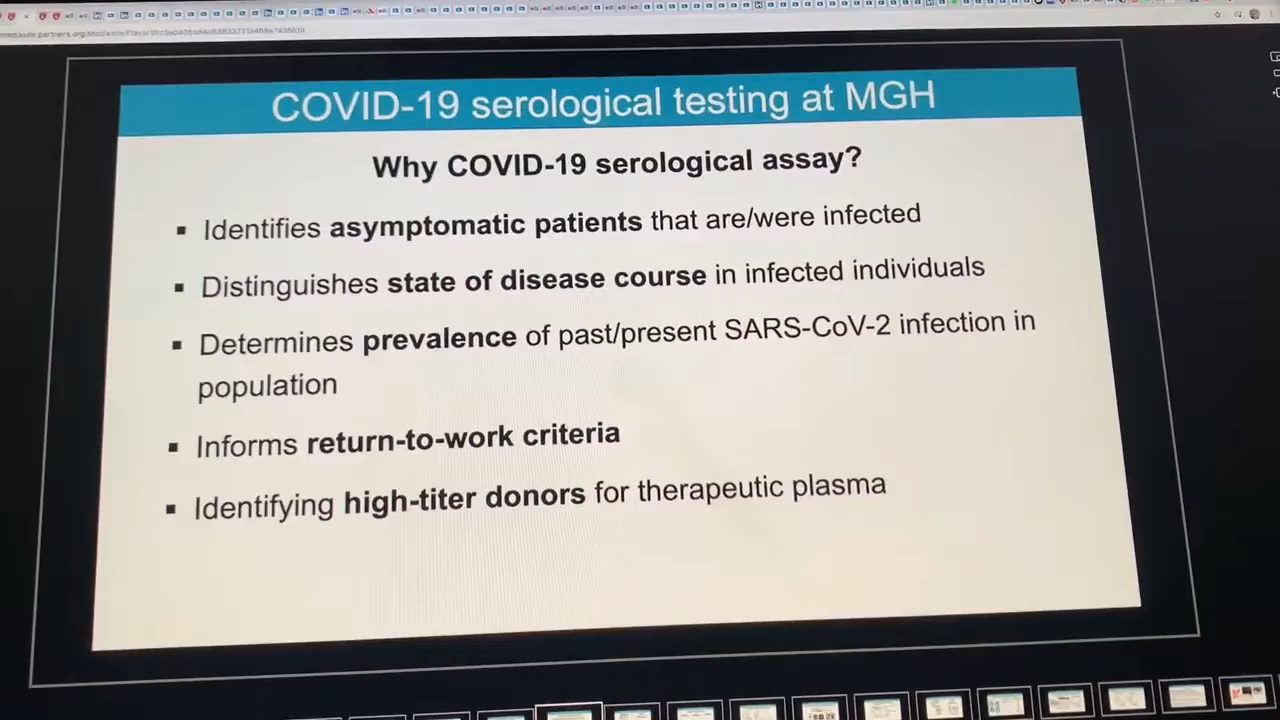 COVID-19 serological testing at MGH
Why COVID-19 serological assay?
▪ Identifies asymptomatic patients that are/were infected
▪ Distinguishes state of disease course in infected individuals
▪ Determines prevalence of past/present SARS-CoV-2 infection in
population
▪ Informs return-to-work criteria
▪ Identifying high-titer donors for therapeutic plasma